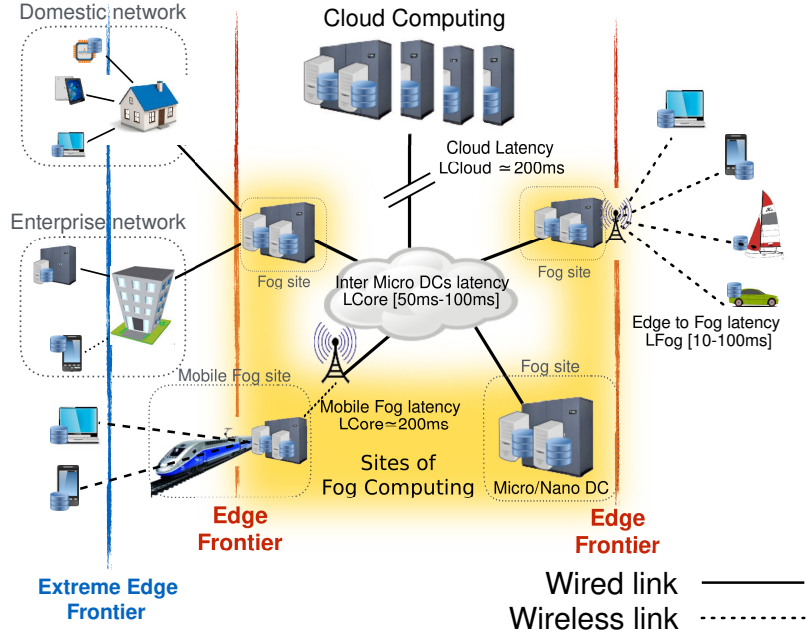 Domestic network
Cloud Computing
Cloud Latency
LCloud ≃200ms
Enterprise network
Fog site
Fog site
Inter Micro DCs latency
LCore [50ms-100ms]
Edge to Fog latency
LFog [10-100ms]
Mobile Fog site
Fog site
Mobile Fog latency
LCore≃200ms
Sites of
Fog Computing
Micro/Nano DC
Edge
Frontier
Edge
Frontier
Extreme Edge
Frontier
Wired link
Wireless link